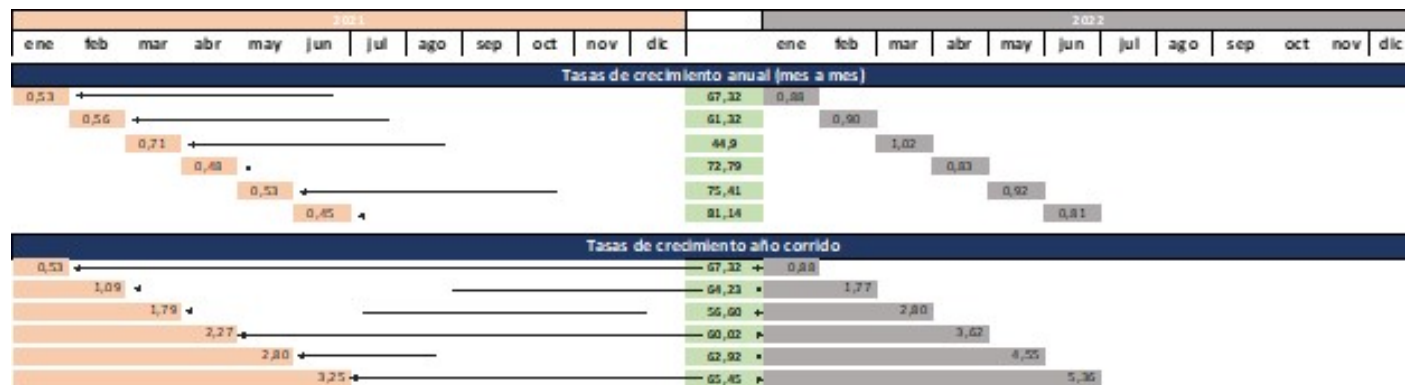 2021 2022
ene feb mar abr may jun jul ago sep oct nov dic ene feb mar abr may jun jul ago sep oct nov dic
Tasas de crecimiento anual (mes a mes)
0,53 67,32 0,88
0,56 61,32 0,90
0,71 44,9 1,02
0,48 72,79 0,83
0,53 75,41 0,92
0,45 81,14 0,81
Tasas de crecimiento año corrido
0,53 67,32 0,88
1,09 64,23 1,77
1,79 56,60 2,80
2,27 60,02 3,62
2,80 62,92 4,55
3,25 65,45 5,36